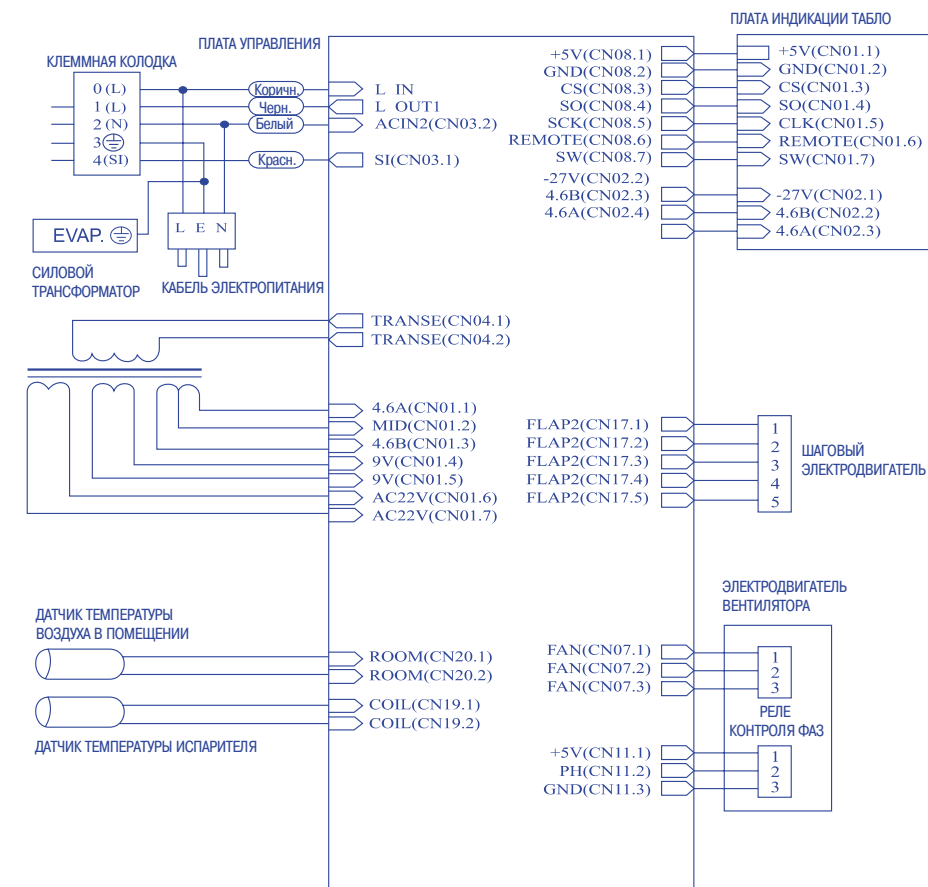 ПЛАТА ИНДИКАЦИИ ТАБЛО
ПЛАТА УПРАВЛЕНИЯ
КЛЕММНАЯ КОЛОДКА
0 (L)
1 (L)
2 (N)
3
4(SI)
Коричн.
Черн.
Белый
Красн.
L IN
L OUT1
ACIN2(CN03.2)
SI(CN03.1)
+5V(CN08.1)
GND(CN08.2)
CS(CN08.3)
SO(CN08.4)
SCK(CN08.5)
REMOTE(CN08.6)
SW(CN08.7)
-27V(CN02.2)
4.6B(CN02.3)
4.6A(CN02.4)
+5V(CN01.1)
GND(CN01.2)
CS(CN01.3)
SO(CN01.4)
CLK(CN01.5)
REMOTE(CN01.6)
SW(CN01.7)
-27V(CN02.1)
4.6B(CN02.2)
4.6A(CN02.3)
EVAP.
L E N
СИЛОВОЙ
ТРАНСФОРМАТОР
КАБЕЛЬ ЭЛЕКТРОПИТАНИЯ
TRANSE(CN04.1)
TRANSE(CN04.2)
4.6A(CN01.1)
MID(CN01.2)
4.6B(CN01.3)
9V(CN01.4)
9V(CN01.5)
AC22V(CN01.6)
AC22V(CN01.7)
FLAP2(CN17.1)
FLAP2(CN17.2)
FLAP2(CN17.3)
FLAP2(CN17.4)
FLAP2(CN17.5)
1
2
3
4
5
ШАГОВЫЙ
ЭЛЕКТРОДВИГАТЕЛЬ
ДАТЧИК ТЕМПЕРАТУРЫ
ВОЗДУХА В ПОМЕЩЕНИИ
ROOM(CN20.1)
ROOM(CN20.2)
COIL(CN19.1)
COIL(CN19.2)
ДАТЧИК ТЕМПЕРАТУРЫ ИСПАРИТЕЛЯ
ЭЛЕКТРОДВИГАТЕЛЬ
ВЕНТИЛЯТОРА
FAN(CN07.1)
FAN(CN07.2)
FAN(CN07.3)
1
2
3
РЕЛЕ
КОНТРОЛЯ ФАЗ
+5V(CN11.1)
PH(CN11.2)
GND(CN11.3)
1
2
3